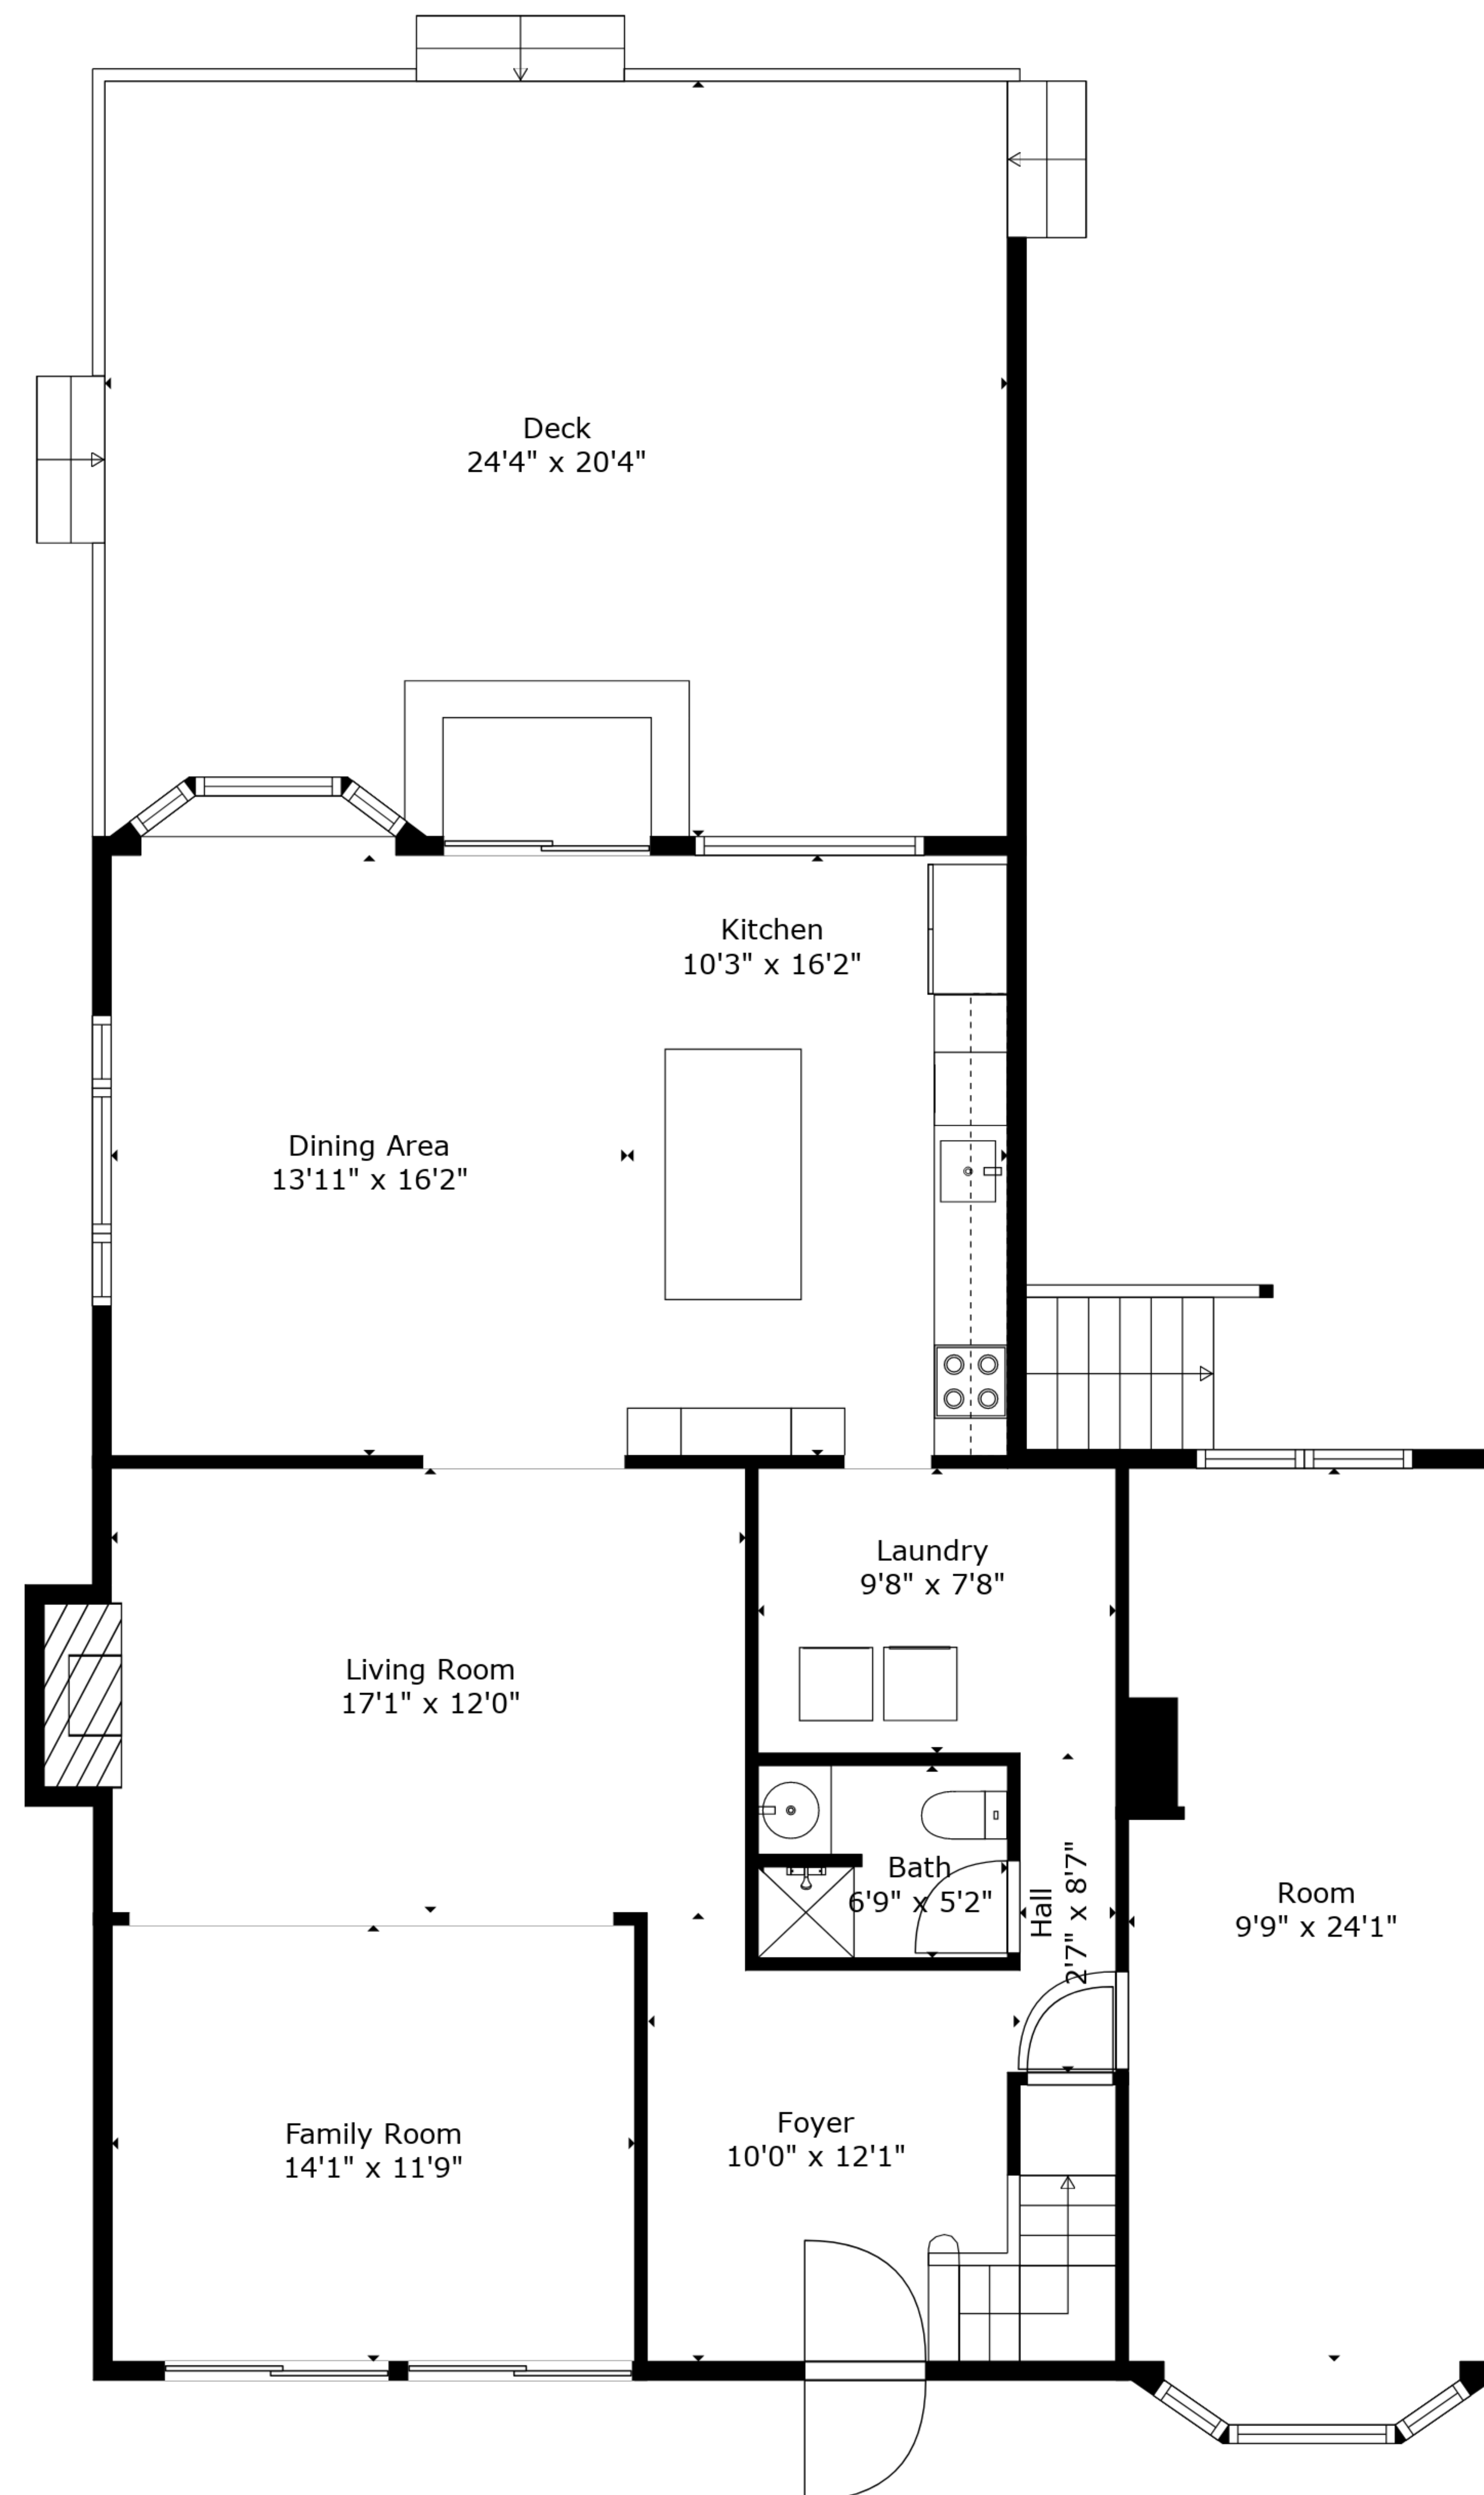 Deck
24'4" x 20'4"
Kitchen
10'3" x 16'2"
Dining Area
13'11" x 16'2"
Laundry
9'8" x 7'8"
Living Room
17'1" x 12'0"
Bath
6'9" x 5'2"
Hall
2'7" x 8'7"
Room
9'9" x 24'1"
Foyer
10'0" x 12'1"
Family Room
14'1" x 11'9"